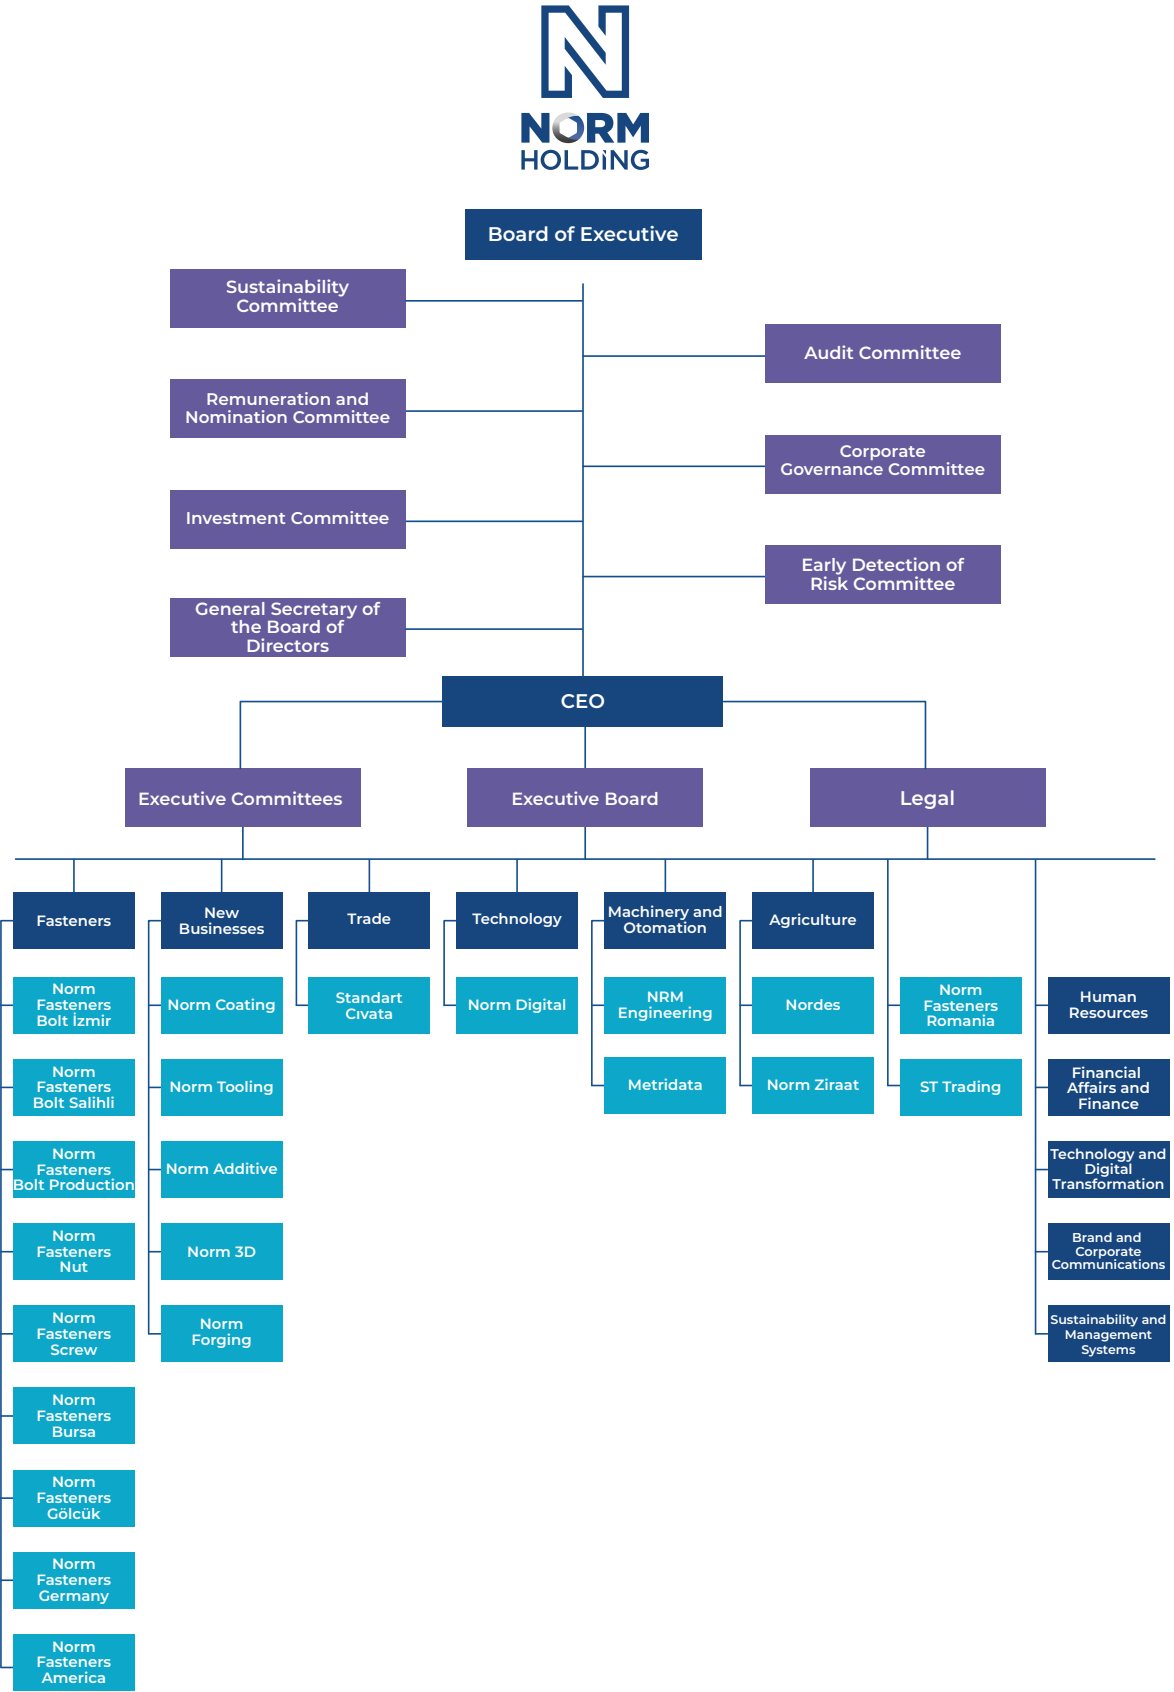 NORM
HOLDiNG
Board of Executive
Sustainability
Committee
Audit Committee
Remuneration and
Nomination Committee
Corporate
Governance Committee
Investment Committee
Early Detection of
Risk Committee
General Secretary of
the Board of
Directors
CEO
Executive Committees
Executive Board
Legal
Fasteners
New
Businesses
Trade
Technology
Machinery and
Otomation
Agriculture
Norm
Fasteners
Bolt İzmir
Norm
Fasteners
Bolt Salihli
Norm
Fasteners
Bolt Production
Norm
Fasteners
Nut
Norm
Fasteners
Screw
Norm
Fasteners
Bursa
Norm
Fasteners
Gölcük
Norm
Fasteners
Germany
Norm
Fasteners
America
Norm Coating
Norm Tooling
Norm Additive
Norm 3D
Norm
Forging
Standart
Cıvata
Norm Digital
NRM
Engineering
Metridata
Nordes
Norm Ziraat
Norm
Fasteners
Romania
ST Trading
Human
Resources
Financial
Affairs and
Finance
Technology and
Digital
Transformation
Brand and
Corporate
Communications
Sustainability and
Management
Systems